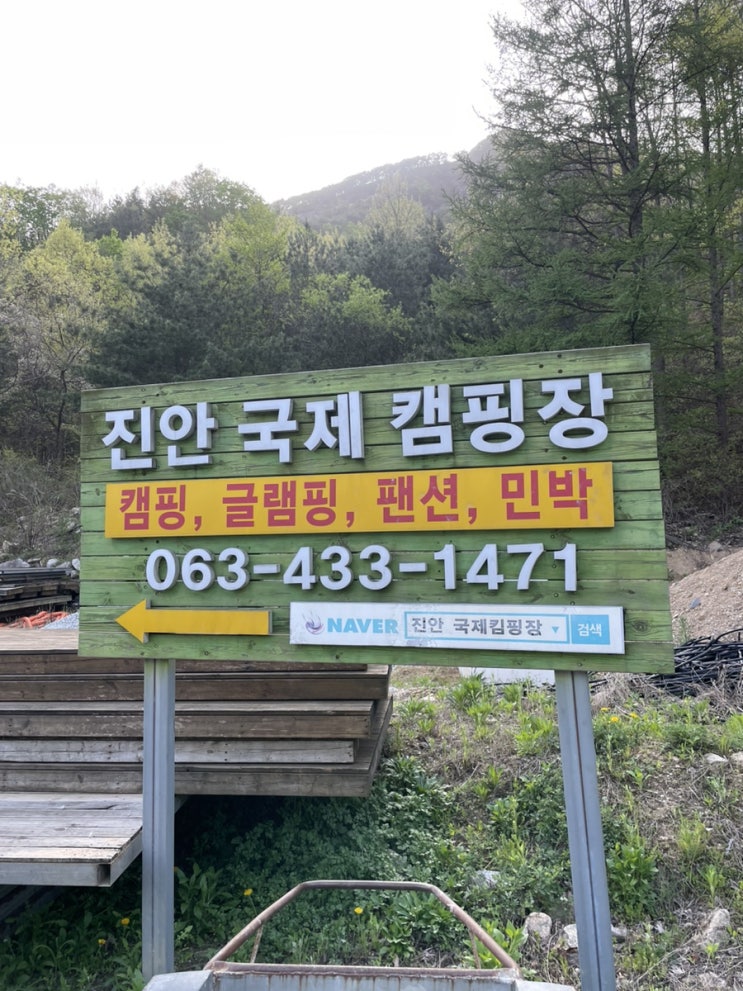 진안 국제 캠핑장
캠핑, 글램핑, 팬션, 민박
063-433-1471
NAVER 진안 국제킴핑장 ▼ 검색